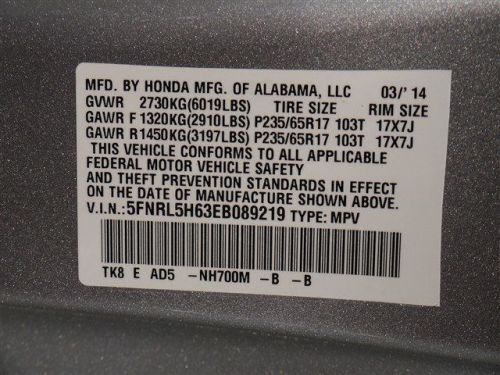 MFD. BY HONDA MFG. OF ALABAMA, LLC 03/'14
GVWR 2730KG(6019LBS) TIRE SIZE RIM SIZE
GAWR F 1320KG(2910LBS) P235/65R17 103T 17X7J
GAWR R 1450KG(3197LBS) P235/65R17 103T 17X7J
THIS VEHICLE CONFORMS TO ALL APPLICABLE
FEDERAL MOTOR VEHICLE SAFETY
AND THEFT PREVENTION STANDARDS IN EFFECT
ON THE DATE OF MANUFACTURE SHOWN ABOVE.
V.I.N.:5FNRL5H63EB089219 TYPE: MPV
TK8 E AD5 -NH700M -B -B